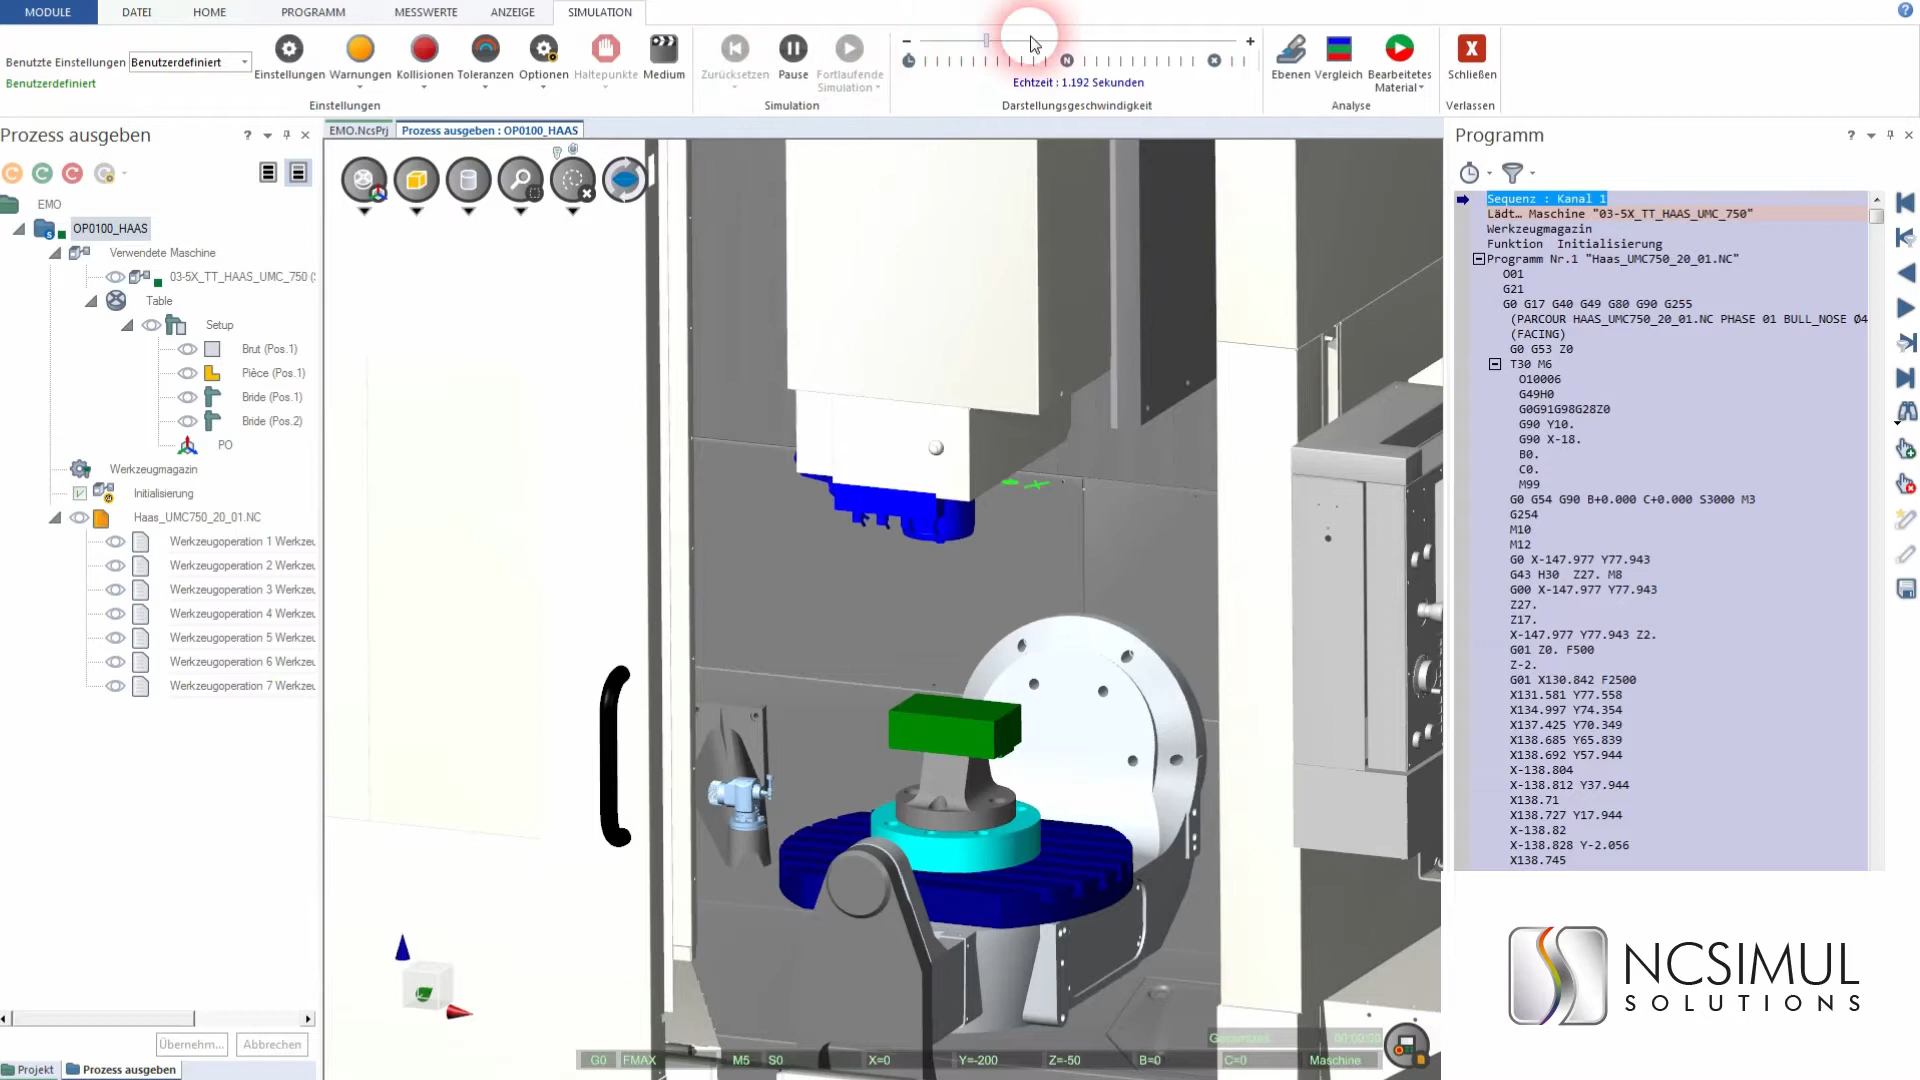 MODULE DATEI HOME PROGRAMM MESSWERTE ANZEIGE SIMULATION
Benutzte Einstellungen Benutzerdefiniert
Benutzerdefiniert
Einstellungen Warnungen Kollisionen Toleranzen Optionen Haltepunkte Medium
Einstellungen
Zurücksetzen Pause Fortlaufende
Simulation
Simulation
- +
N
Echtzeit : 1.192 Sekunden
Darstellungsgeschwindigkeit
Ebenen Vergleich Bearbeitetes
Material
Analyse
X
Schließen
Verlassen
Prozess ausgeben
EMO
OP0100_HAAS
Verwendete Maschine
03-5X_TT_HAAS_UMC_750
Table
Setup
Brut (Pos.1)
Pièce (Pos.1)
Bride (Pos.1)
Bride (Pos.2)
PO
Werkzeugmagazin
Initialisierung
Haas_UMC750_20_01.NC
Werkzeugoperation 1 Werkzeu
Werkzeugoperation 2 Werkzeu
Werkzeugoperation 3 Werkzeu
Werkzeugoperation 4 Werkzeu
Werkzeugoperation 5 Werkzeu
Werkzeugoperation 6 Werkzeu
Werkzeugoperation 7 Werkzeu
Übernehm... Abbrechen
Projekt Prozess ausgeben
EMO.NcsPrj Prozess ausgeben : OP0100_HAAS
G0 FMAX M5 S0 X=0 Y=-200 Z=-50 B=0 C=0 Maschine
Programm
Sequenz : Kanal 1
Lädt… Maschine "03-5X_TT_HAAS_UMC_750"
Werkzeugmagazin
Funktion Initialisierung
Programm Nr.1 "Haas_UMC750_20_01.NC"
O01
G21
G0 G17 G40 G49 G80 G90 G255
(PARCOUR HAAS_UMC750_20_01.NC PHASE 01 BULL_NOSE Ø4
(FACING)
G0 G53 Z0
T30 M6
O10006
G49H0
G0G91G98G28Z0
G90 Y10.
G90 X-18.
B0.
C0.
M99
G0 G54 G90 B+0.000 C+0.000 S3000 M3
G254
M10
M12
G0 X-147.977 Y77.943
G43 H30 Z27. M8
G00 X-147.977 Y77.943
Z27.
Z17.
X-147.977 Y77.943 Z2.
G01 Z0. F500
Z-2.
G01 X130.842 F2500
X131.581 Y77.558
X134.997 Y74.354
X137.425 Y70.349
X138.685 Y65.839
X138.692 Y57.944
X-138.804
X-138.812 Y37.944
X138.71
X138.727 Y17.944
X-138.82
X-138.828 Y-2.056
X138.745
NCSIMUL
SOLUTIONS